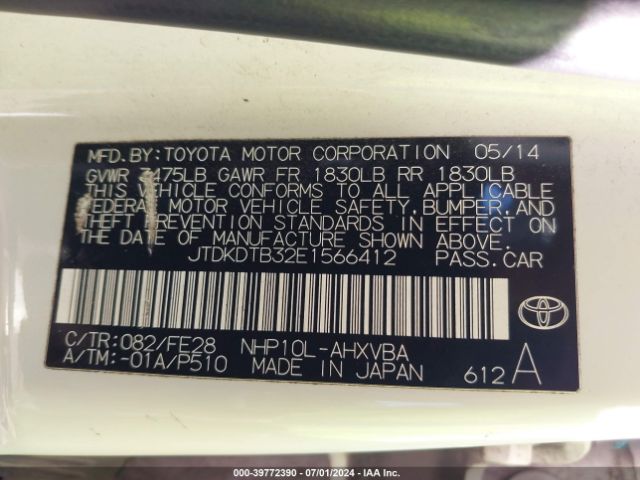 MFD.BY:TOYOTA MOTOR CORPORATION 05/14
GVWR 3475LB GAWR FR 1830LB RR 1830LB
THIS VEHICLE CONFORMS TO ALL APPLICABLE
FEDERAL MOTOR VEHICLE SAFETY,BUMPER,AND
THEFT PREVENTION STANDARDS IN EFFECT ON
THE DATE OF MANUFACTURE SHOWN ABOVE.
JTDKDTB32E1566412 PASS.CAR
C/TR:082/FE28 NHP10L-AHXVBA
A/TM:-01A/P510 MADE IN JAPAN 612A
000-39772390 - 07/01/2024 - IAA Inc.